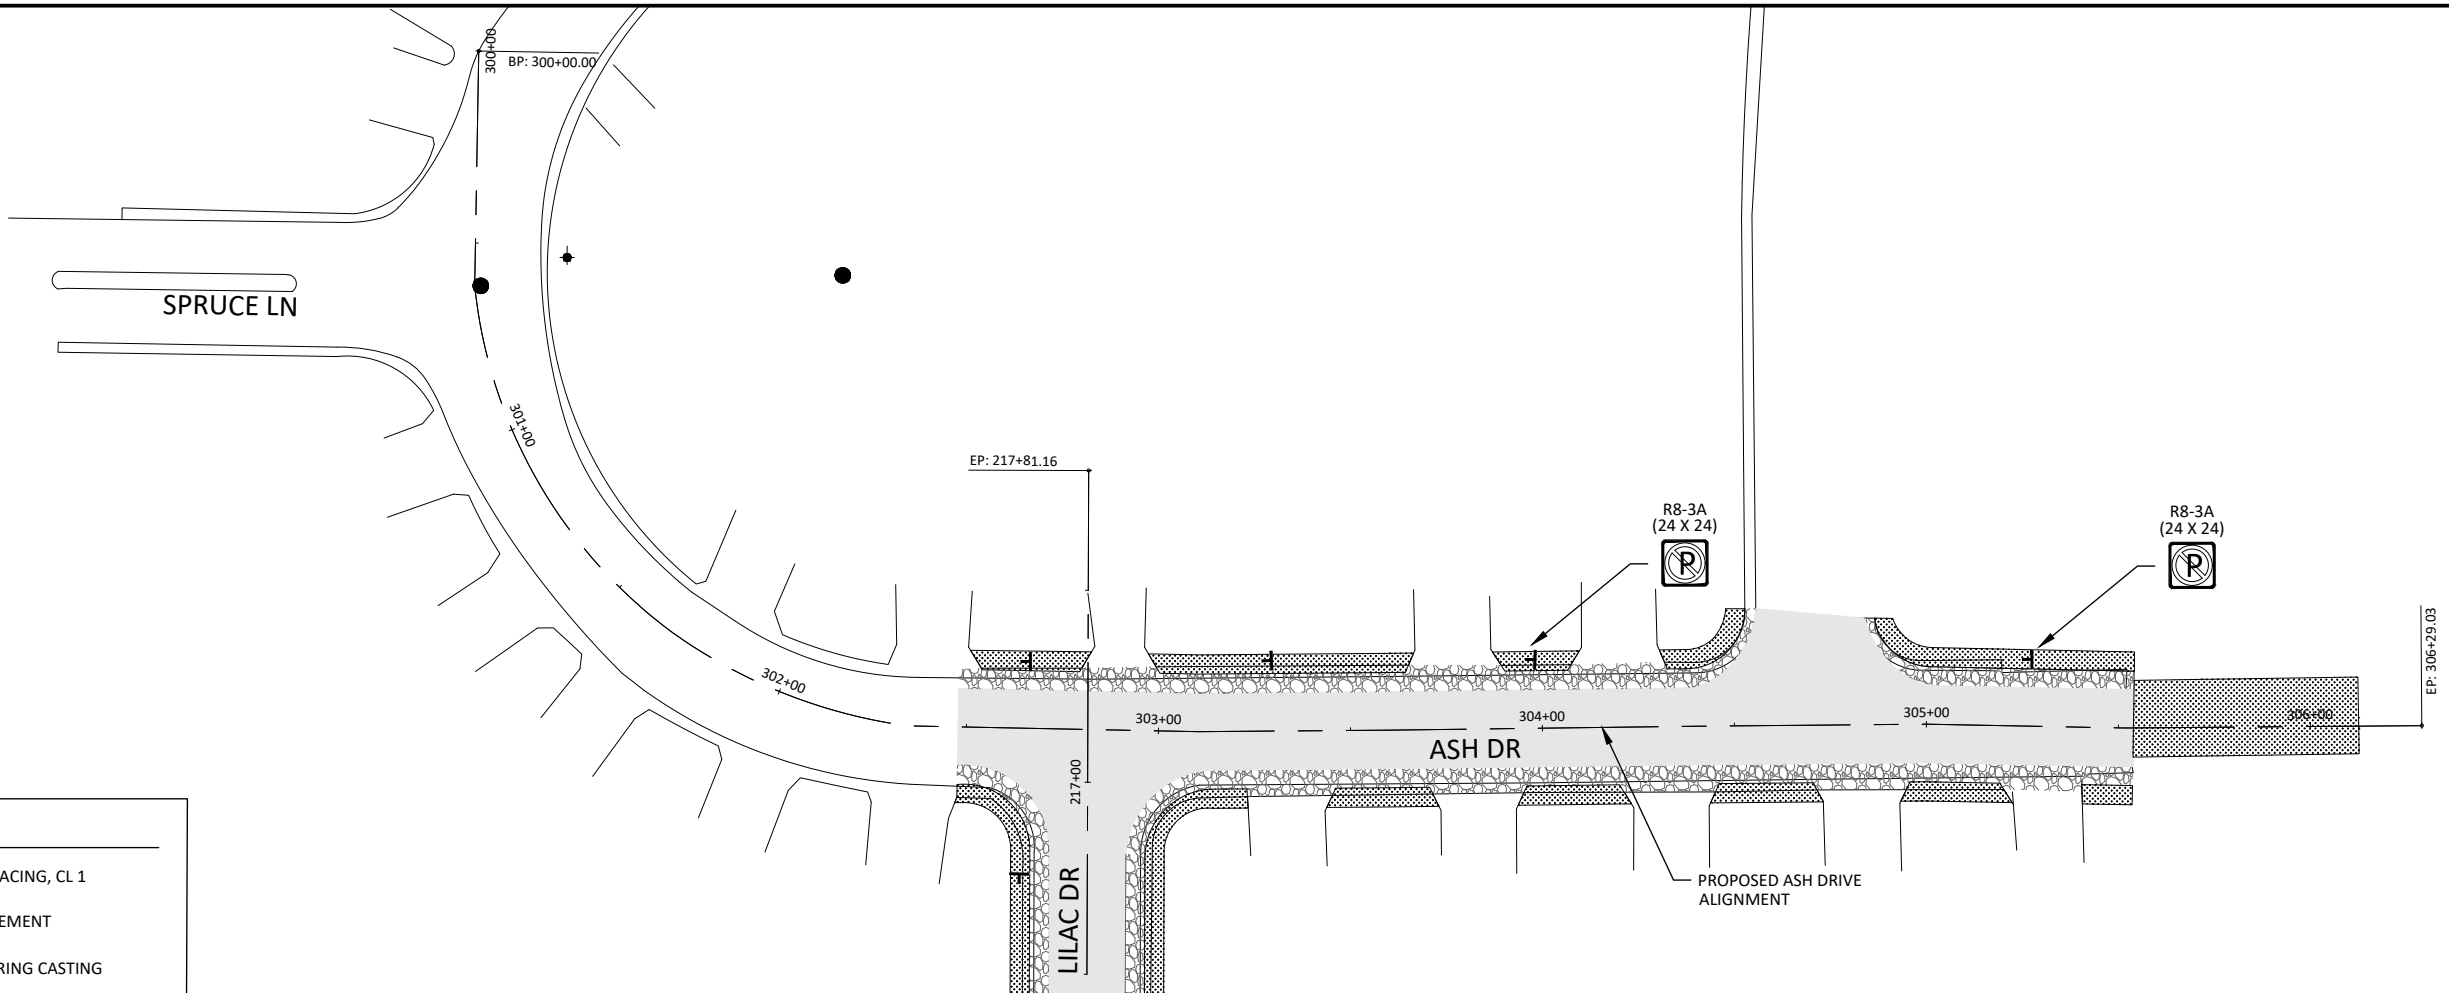 300+00
BP: 300+00.00
SPRUCE LN
301+00
EP: 217+81.16
R8-3A
(24 X 24)
P
R8-3A
(24 X 24)
P
EP: 306+29.03
302+00
303+00
304+00
305+00
306+00
ASH DR
217+00
LILAC DR
PROPOSED ASH DRIVE
ALIGNMENT
ACING, CL 1
EMENT
RING CASTING